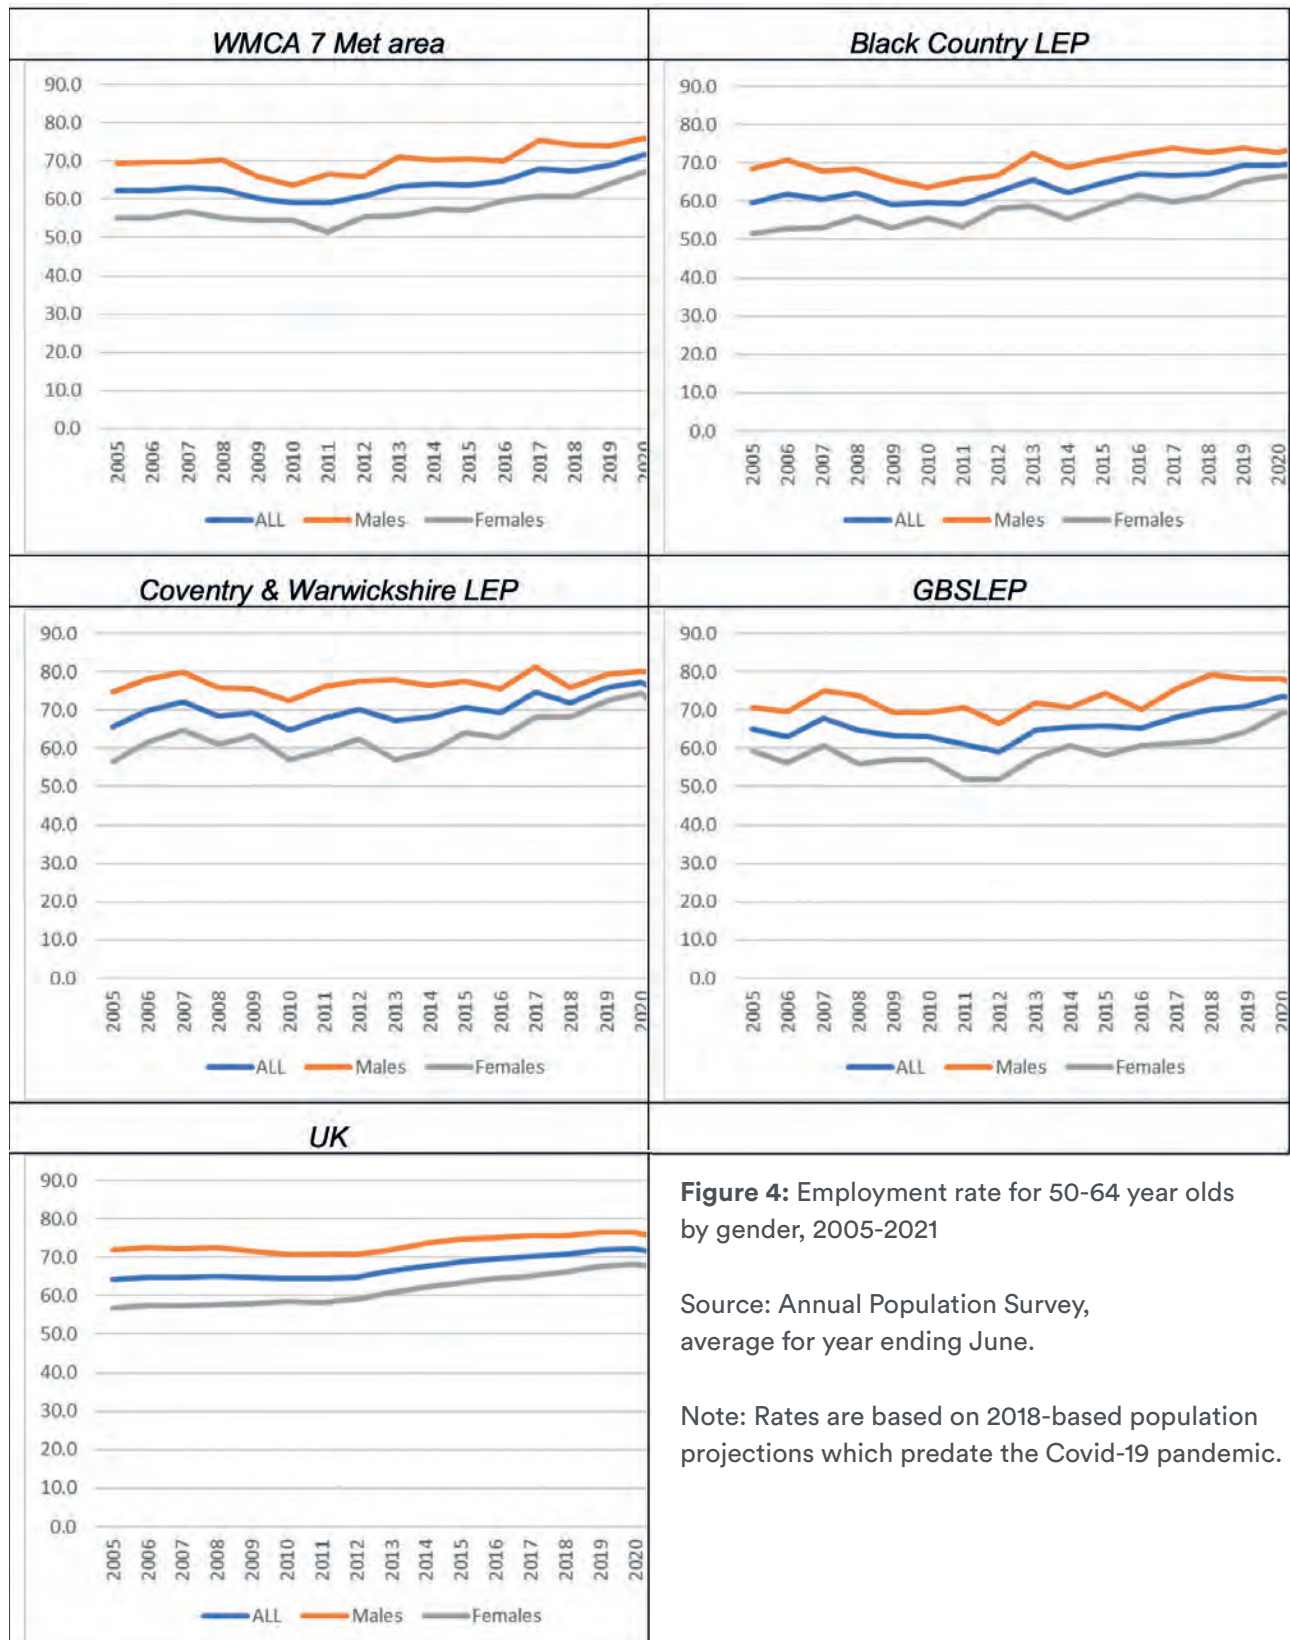 WMCA 7 Met area
90.0
80.0
70.0
60.0
50.0
40.0
30.0
20.0
10.0
0.0
2005 2006 2007 2008 2009 2010 2011 2012 2013 2014 2015 2016 2017 2018 2019 2020
ALL Males Females
Black Country LEP
90.0
80.0
70.0
60.0
50.0
40.0
30.0
20.0
10.0
0.0
2005 2006 2007 2008 2009 2010 2011 2012 2013 2014 2015 2016 2017 2018 2019 2020
ALL Males Females
Coventry & Warwickshire LEP
90.0
80.0
70.0
60.0
50.0
40.0
30.0
20.0
10.0
0.0
2005 2006 2007 2008 2009 2010 2011 2012 2013 2014 2015 2016 2017 2018 2019 2020
ALL Males Females
GBSLEP
90.0
80.0
70.0
60.0
50.0
40.0
30.0
20.0
10.0
0.0
2005 2006 2007 2008 2009 2010 2011 2012 2013 2014 2015 2016 2017 2018 2019 2020
ALL Males Females
UK
90.0
80.0
70.0
60.0
50.0
40.0
30.0
20.0
10.0
0.0
2005 2006 2007 2008 2009 2010 2011 2012 2013 2014 2015 2016 2017 2018 2019 2020
ALL Males Females
Figure 4: Employment rate for 50-64 year olds
by gender, 2005-2021
Source: Annual Population Survey,
average for year ending June.
Note: Rates are based on 2018-based population
projections which predate the Covid-19 pandemic.